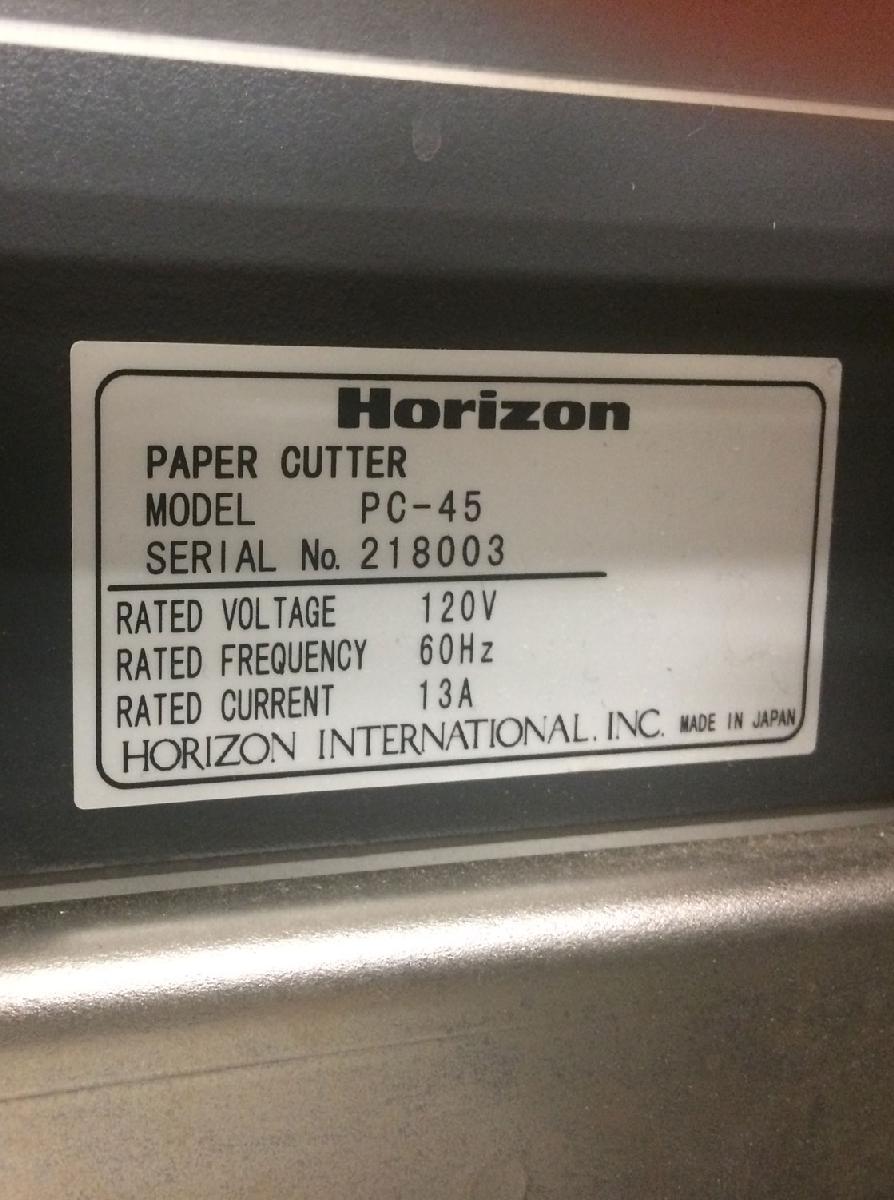 Horizon
PAPER CUTTER
MODEL PC-45
SERIAL No. 218003
RATED VOLTAGE 120V
RATED FREQUENCY 60Hz
RATED CURRENT 13A
HORIZON INTERNATIONAL. INC. MADE IN JAPAN